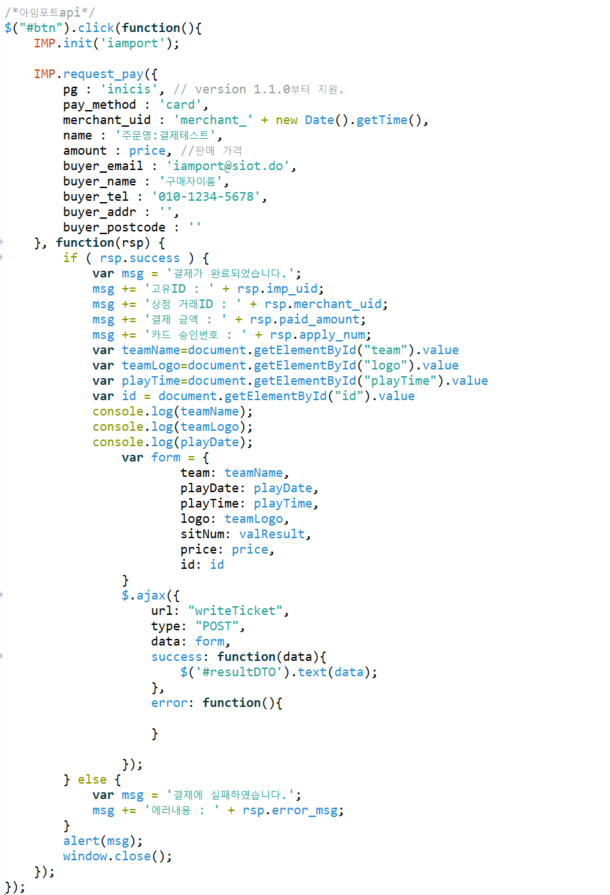 /*아임포트api*/
$("#btn").click(function(){
    IMP.init('iamport');

    IMP.request_pay({
        pg : 'inicis', // version 1.1.0부터 지원.
        pay_method : 'card',
        merchant_uid : 'merchant_' + new Date().getTime(),
        name : '주문명:결제테스트',
        amount : price, //판매 가격
        buyer_email : 'iamport@siot.do',
        buyer_name : '구매자이름',
        buyer_tel : '010-1234-5678',
        buyer_addr : '',
        buyer_postcode : ''
    }, function(rsp) {
        if ( rsp.success ) {
            var msg = '결제가 완료되었습니다.';
            msg += '고유ID : ' + rsp.imp_uid;
            msg += '상점 거래ID : ' + rsp.merchant_uid;
            msg += '결제 금액 : ' + rsp.paid_amount;
            msg += '카드 승인번호 : ' + rsp.apply_num;
            var teamName=document.getElementById("team").value
            var teamLogo=document.getElementById("logo").value
            var playTime=document.getElementById("playTime").value
            var id = document.getElementById("id").value
            console.log(teamName);
            console.log(teamLogo);
            console.log(playDate);
                var form = {
                        team: teamName,
                        playDate: playDate,
                        playTime: playTime,
                        logo: teamLogo,
                        sitNum: valResult,
                        price: price,
                        id: id
                }
                $.ajax({
                    url: "writeTicket",
                    type: "POST",
                    data: form,
                    success: function(data){
                        $('#resultDTO').text(data);
                    },
                    error: function(){

                    }

                });
        } else {
            var msg = '결제에 실패하였습니다.';
            msg += '에러내용 : ' + rsp.error_msg;
        }
        alert(msg);
        window.close();
    });
});